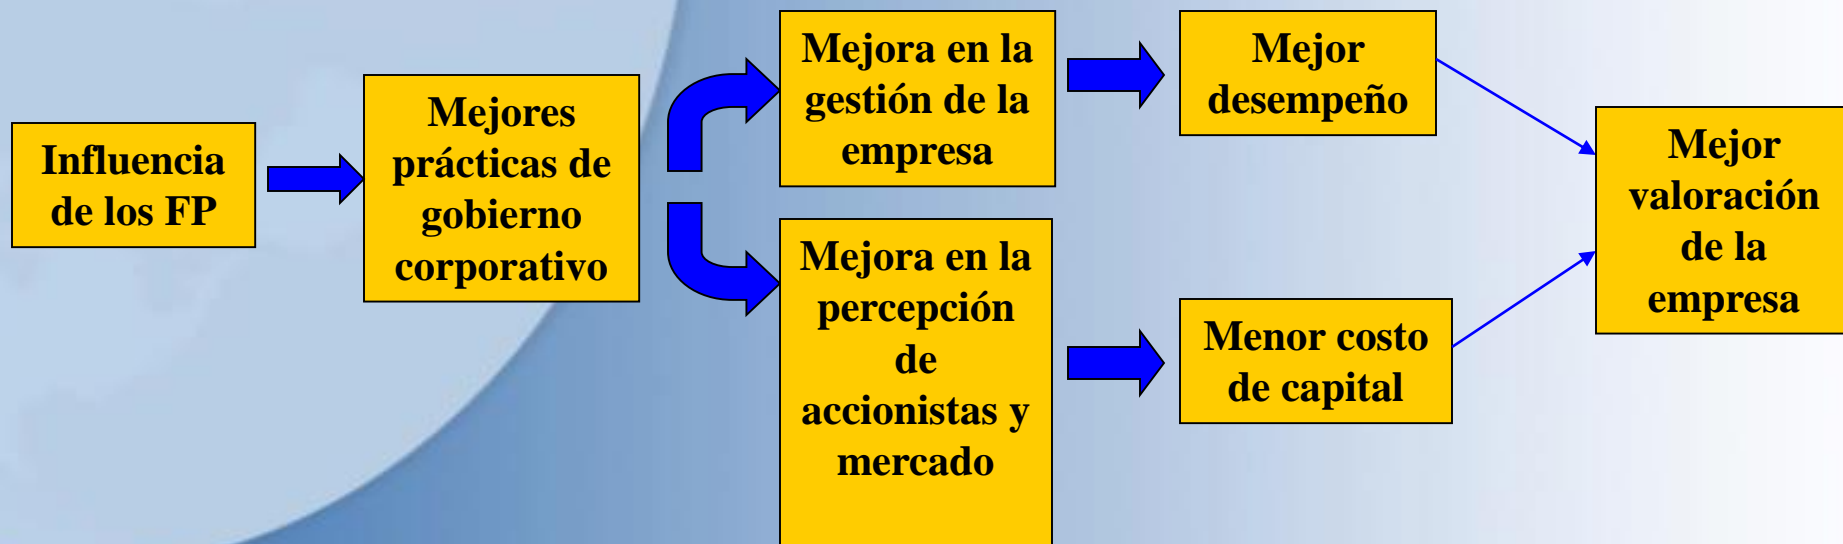 Influencia
de los FP
Mejores
prácticas de
gobierno
corporativo
Mejora en la
gestión de la
empresa
Mejora en la
percepción
de
accionistas y
mercado
Mejor
desempeño
Menor costo
de capital
Mejor
valoración
de la
empresa